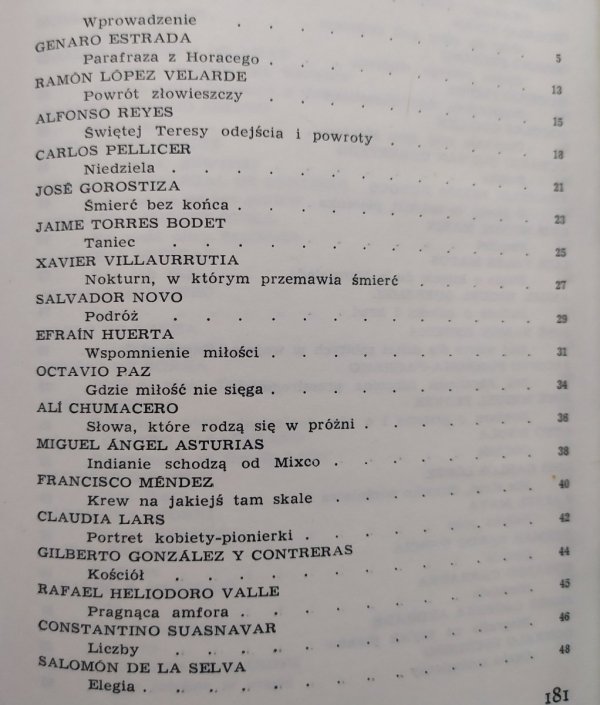 Wprowadzenie . . . . . . . . 5
GENARO ESTRADA
Parafraza z Horacego . . . . . . . 13
RAMÓN LÓPEZ VELARDE
Powrót złowieszczy . . . . . . . 15
ALFONSO REYES
Świętej Teresy odejścia i powroty . . . . . 18
CARLOS PELLICER
Niedziela . . . . . . . . . 21
JOSÉ GOROSTIZA
Śmierć bez końca . . . . . . . . 23
JAIME TORRES BODET
Taniec . . . . . . . . . . 25
XAVIER VILLAURRUTIA
Nokturn, w którym przemawia śmierć . . . . 27
SALVADOR NOVO
Podróż . . . . . . . . . . 29
EFRAÍN HUERTA
Wspomnienie miłości . . . . . . . 31
OCTAVIO PAZ
Gdzie miłość nie sięga . . . . . . . 34
ALÍ CHUMACERO
Słowa, które rodzą się w próżni . . . . . 36
MIGUEL ÁNGEL ASTURIAS
Indianie schodzą od Mixco . . . . . . 38
FRANCISCO MÉNDEZ
Krew na jakiejś tam skale . . . . . . 40
CLAUDIA LARS
Portret kobiety-pionierki . . . . . . . 42
GILBERTO GONZÁLEZ Y CONTRERAS
Kościół . . . . . . . . . . 44
RAFAEL HELIODORO VALLE
Pragnąca amfora . . . . . . . . 45
CONSTANTINO SUASNAVAR
Liczby . . . . . . . . . . 46
SALOMÓN DE LA SELVA
Elegia . . . . . . . . . . 48
181